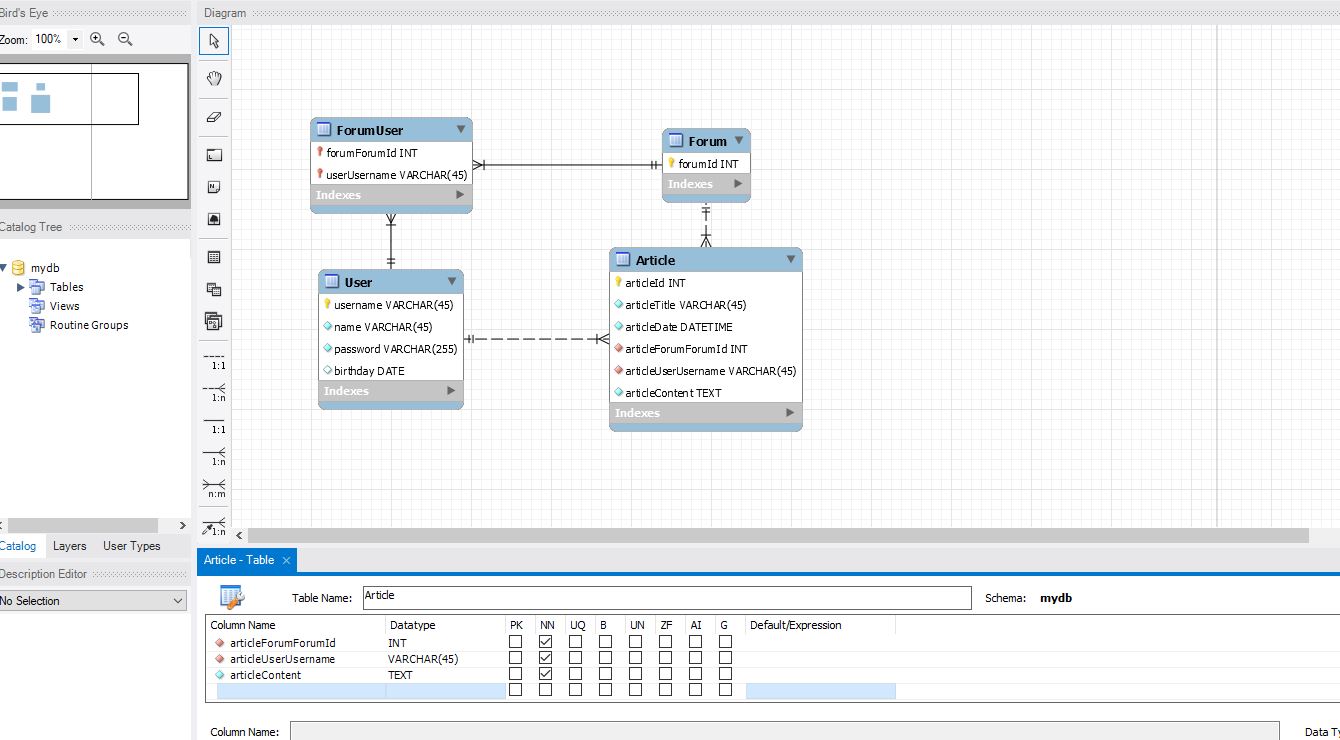 Bird's Eye
Zoom: 100%
Catalog Tree
mydb
Tables
Views
Routine Groups
Catalog Layers User Types
Description Editor
No Selection
Diagram
1:1
1:n
1:1
1:n
n:m
1:n
ForumUser
forumForumId INT
userUsername VARCHAR(45)
Indexes
Forum
forumId INT
Indexes
User
username VARCHAR(45)
name VARCHAR(45)
password VARCHAR(255)
birthday DATE
Indexes
Article
articleId INT
articleTitle VARCHAR(45)
articleDate DATETIME
articleForumForumId INT
articleUserUsername VARCHAR(45)
articleContent TEXT
Indexes
Article - Table
Table Name: Article Schema: mydb
Column Name Datatype PK NN UQ B UN ZF AI G Default/Expression
articleForumForumId INT
articleUserUsername VARCHAR(45)
articleContent TEXT
Column Name: Data Ty